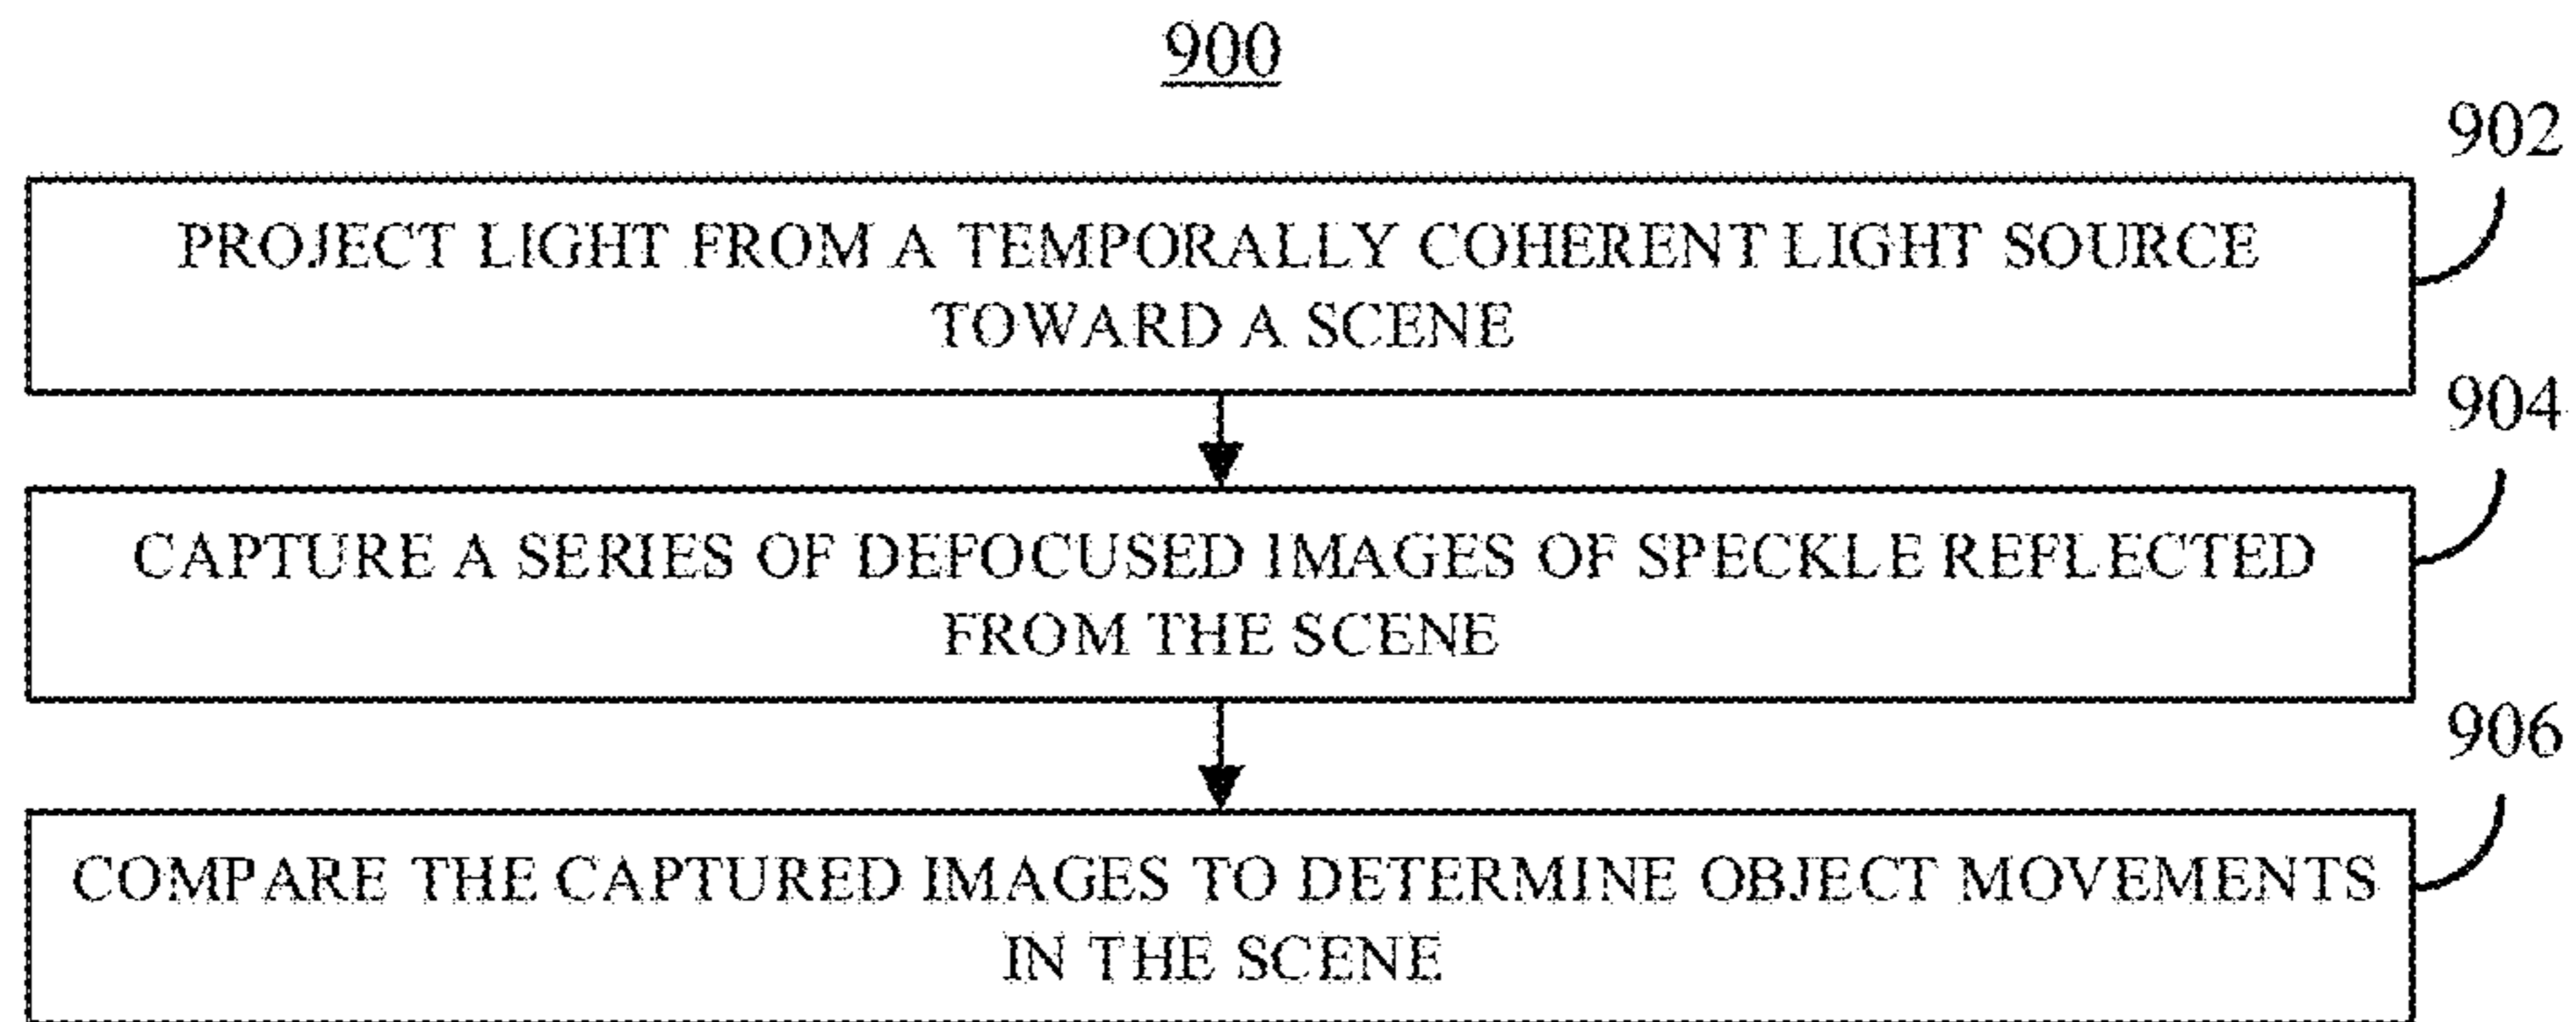 900
902
PROJECT LIGHT FROM A TEMPORALLY COHERENT LIGHT SOURCE
TOWARD A SCENE
904
CAPTURE A SERIES OF DEFOCUSED IMAGES OF SPECKLE REFLECTED
FROM THE SCENE
906
COMPARE THE CAPTURED IMAGES TO DETERMINE OBJECT MOVEMENTS
IN THE SCENE